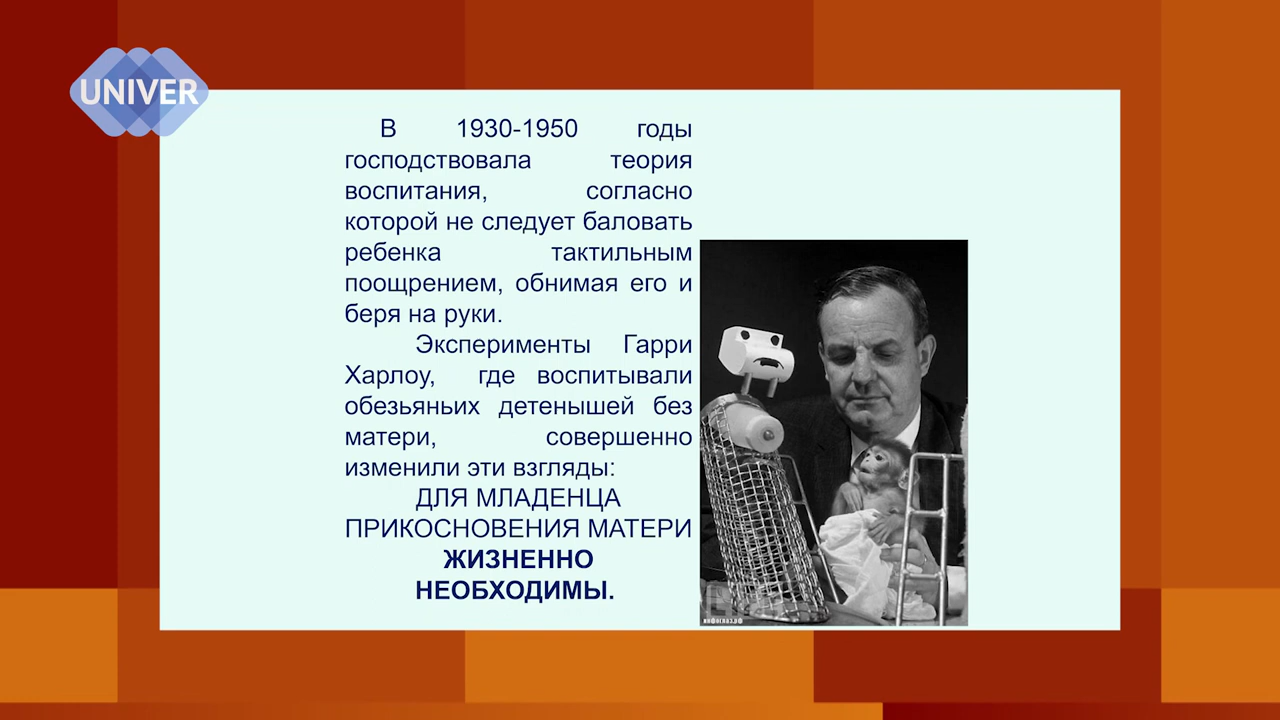 UNIVER
В 1930-1950 годы
господствовала теория
воспитания, согласно
которой не следует баловать
ребенка тактильным
поощрением, обнимая его и
беря на руки.
Эксперименты Гарри
Харлоу, где воспитывали
обезьяньих детенышей без
матери, совершенно
изменили эти взгляды:
ДЛЯ МЛАДЕНЦА
ПРИКОСНОВЕНИЯ МАТЕРИ
ЖИЗНЕННО
НЕОБХОДИМЫ.
инфоглаз.рф